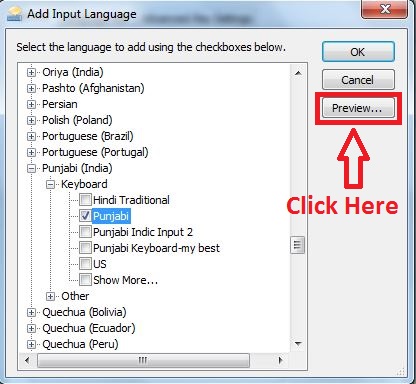 Add Input Language
Select the language to add using the checkboxes below.
Oriya (India)
Pashto (Afghanistan)
Persian
Polish (Poland)
Portuguese (Brazil)
Portuguese (Portugal)
Punjabi (India)
Keyboard
Hindi Traditional
Punjabi
Punjabi Indic Input 2
Punjabi Keyboard-my best
US
Show More...
Other
Quechua (Bolivia)
Quechua (Ecuador)
Quechua (Peru)
OK
Cancel
Preview...
Click Here